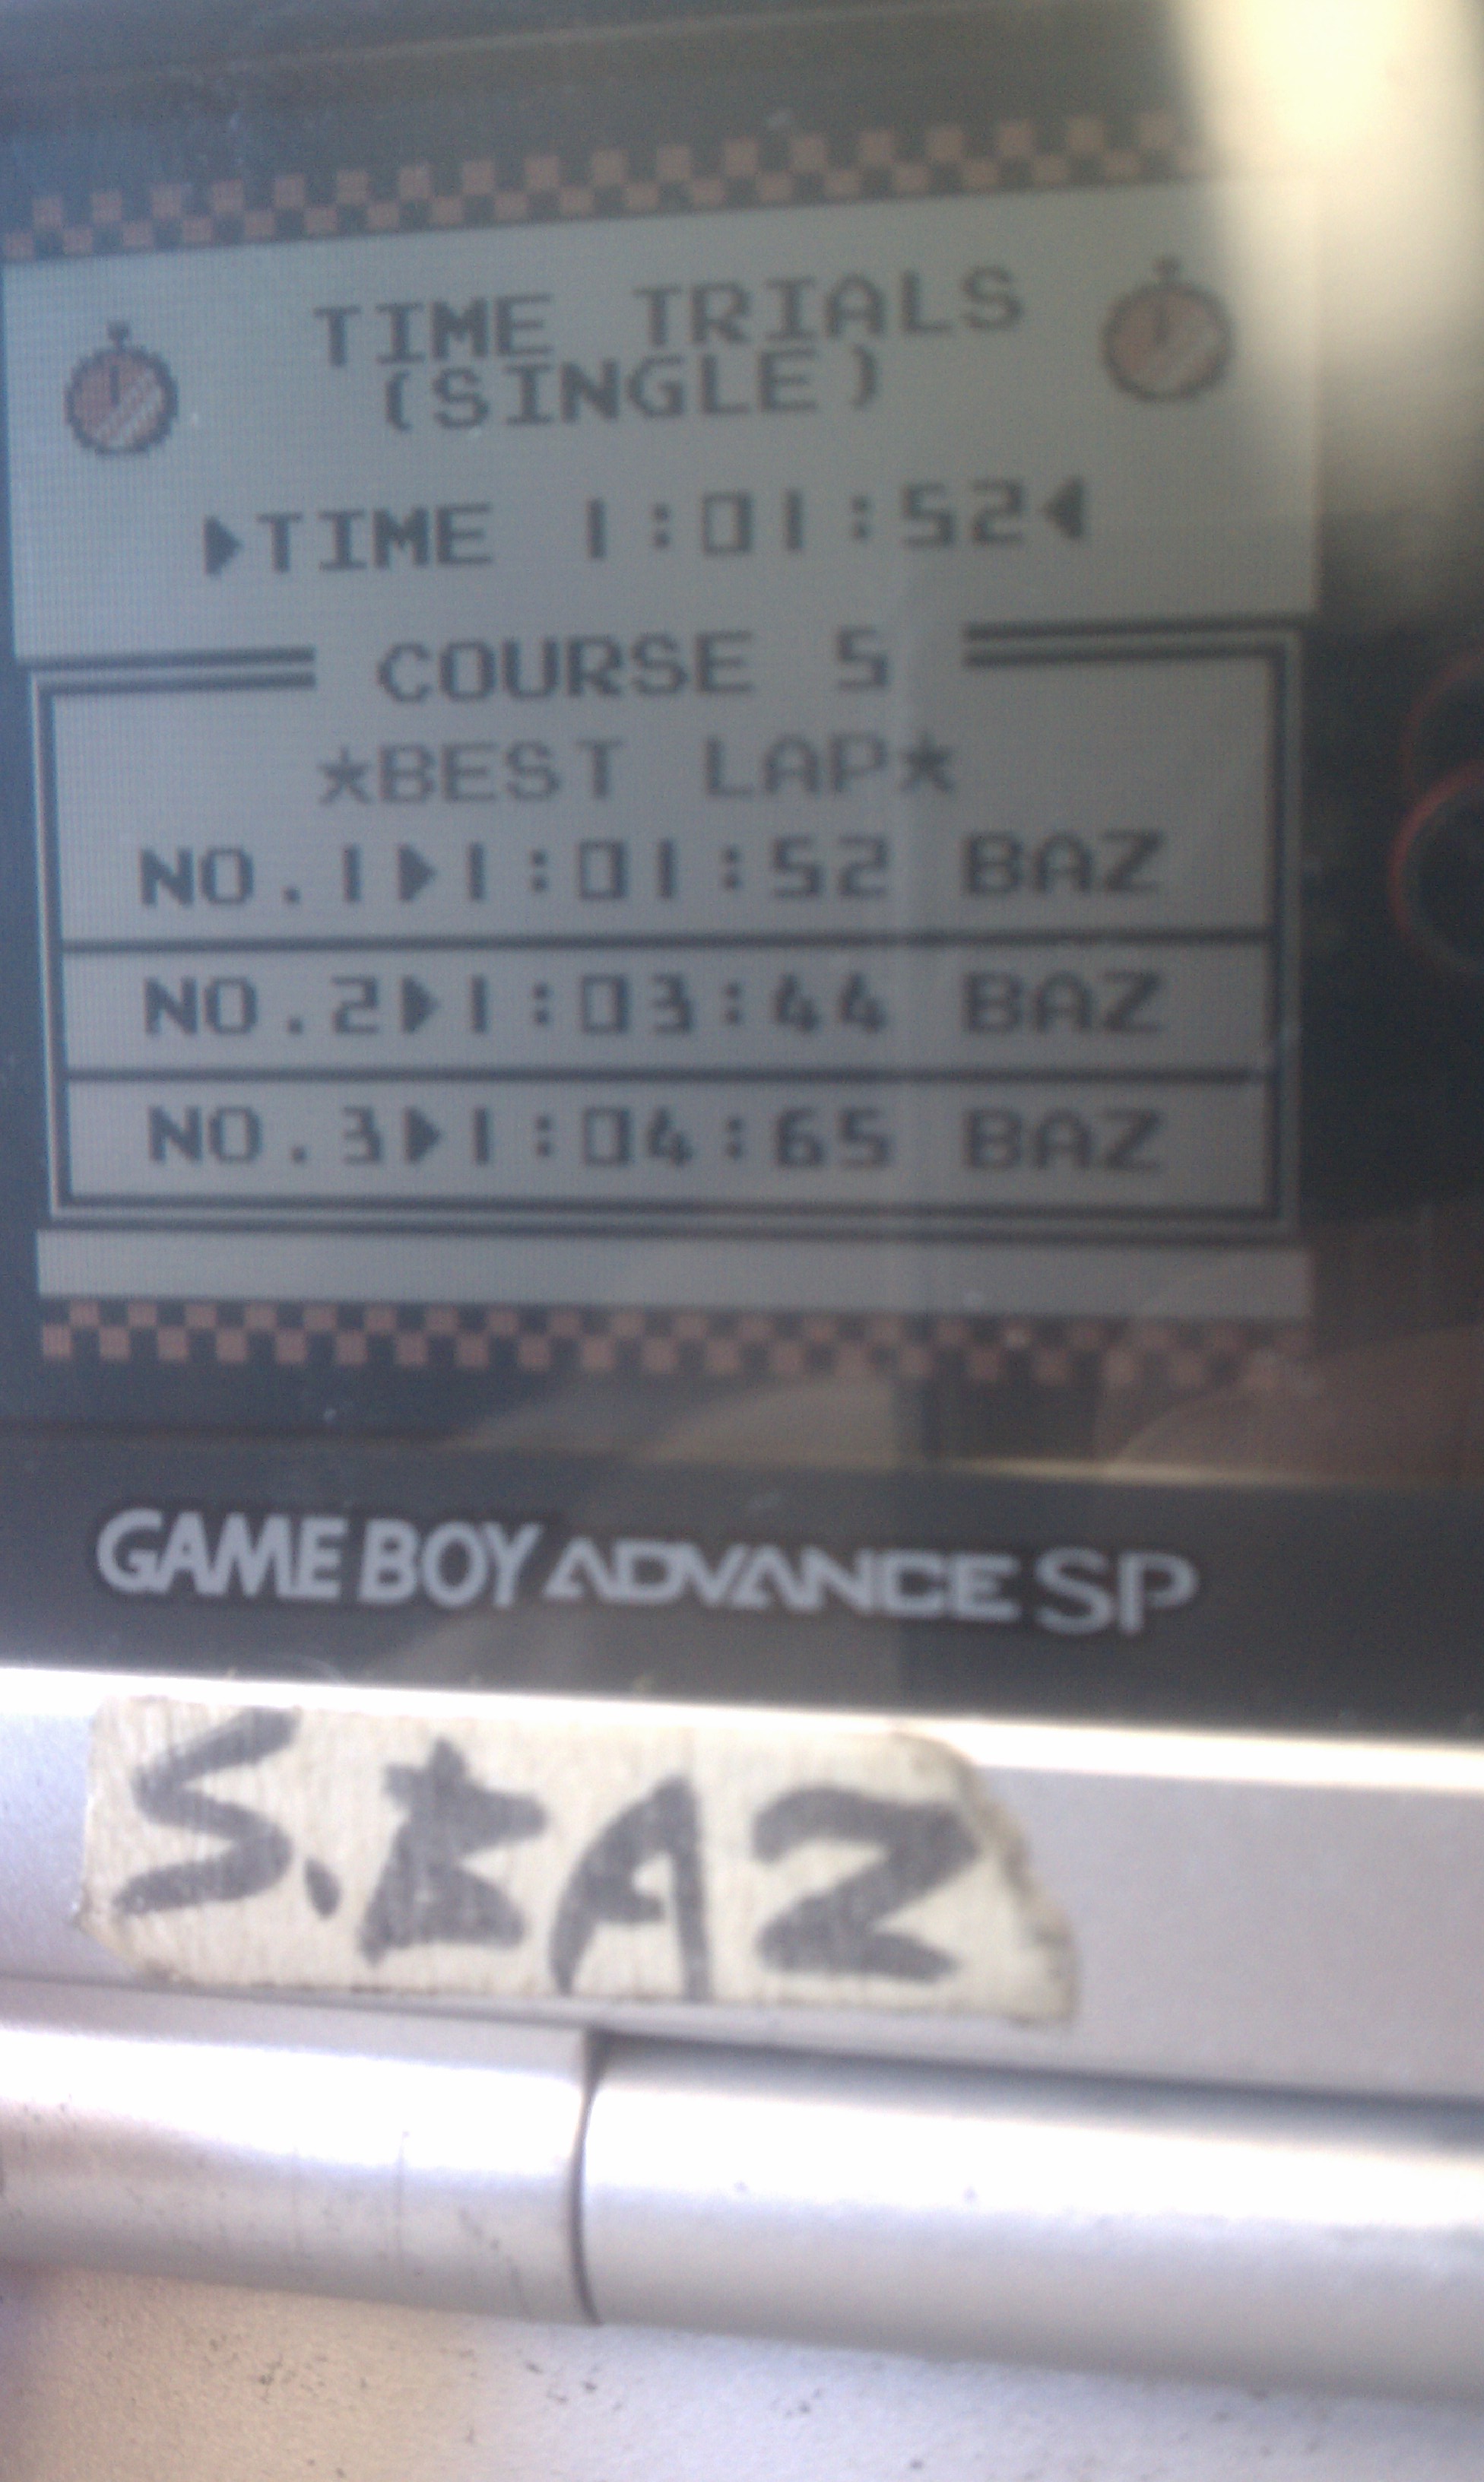 TIME TRIALS
(SINGLE)
▶TIME 1:01:52◀
COURSE 5
★BEST LAP★
NO.1▶1:01:52 BAZ
NO.2▶1:03:44 BAZ
NO.3▶1:04:65 BAZ
GAME BOY ADVANCE SP
S.BAZ